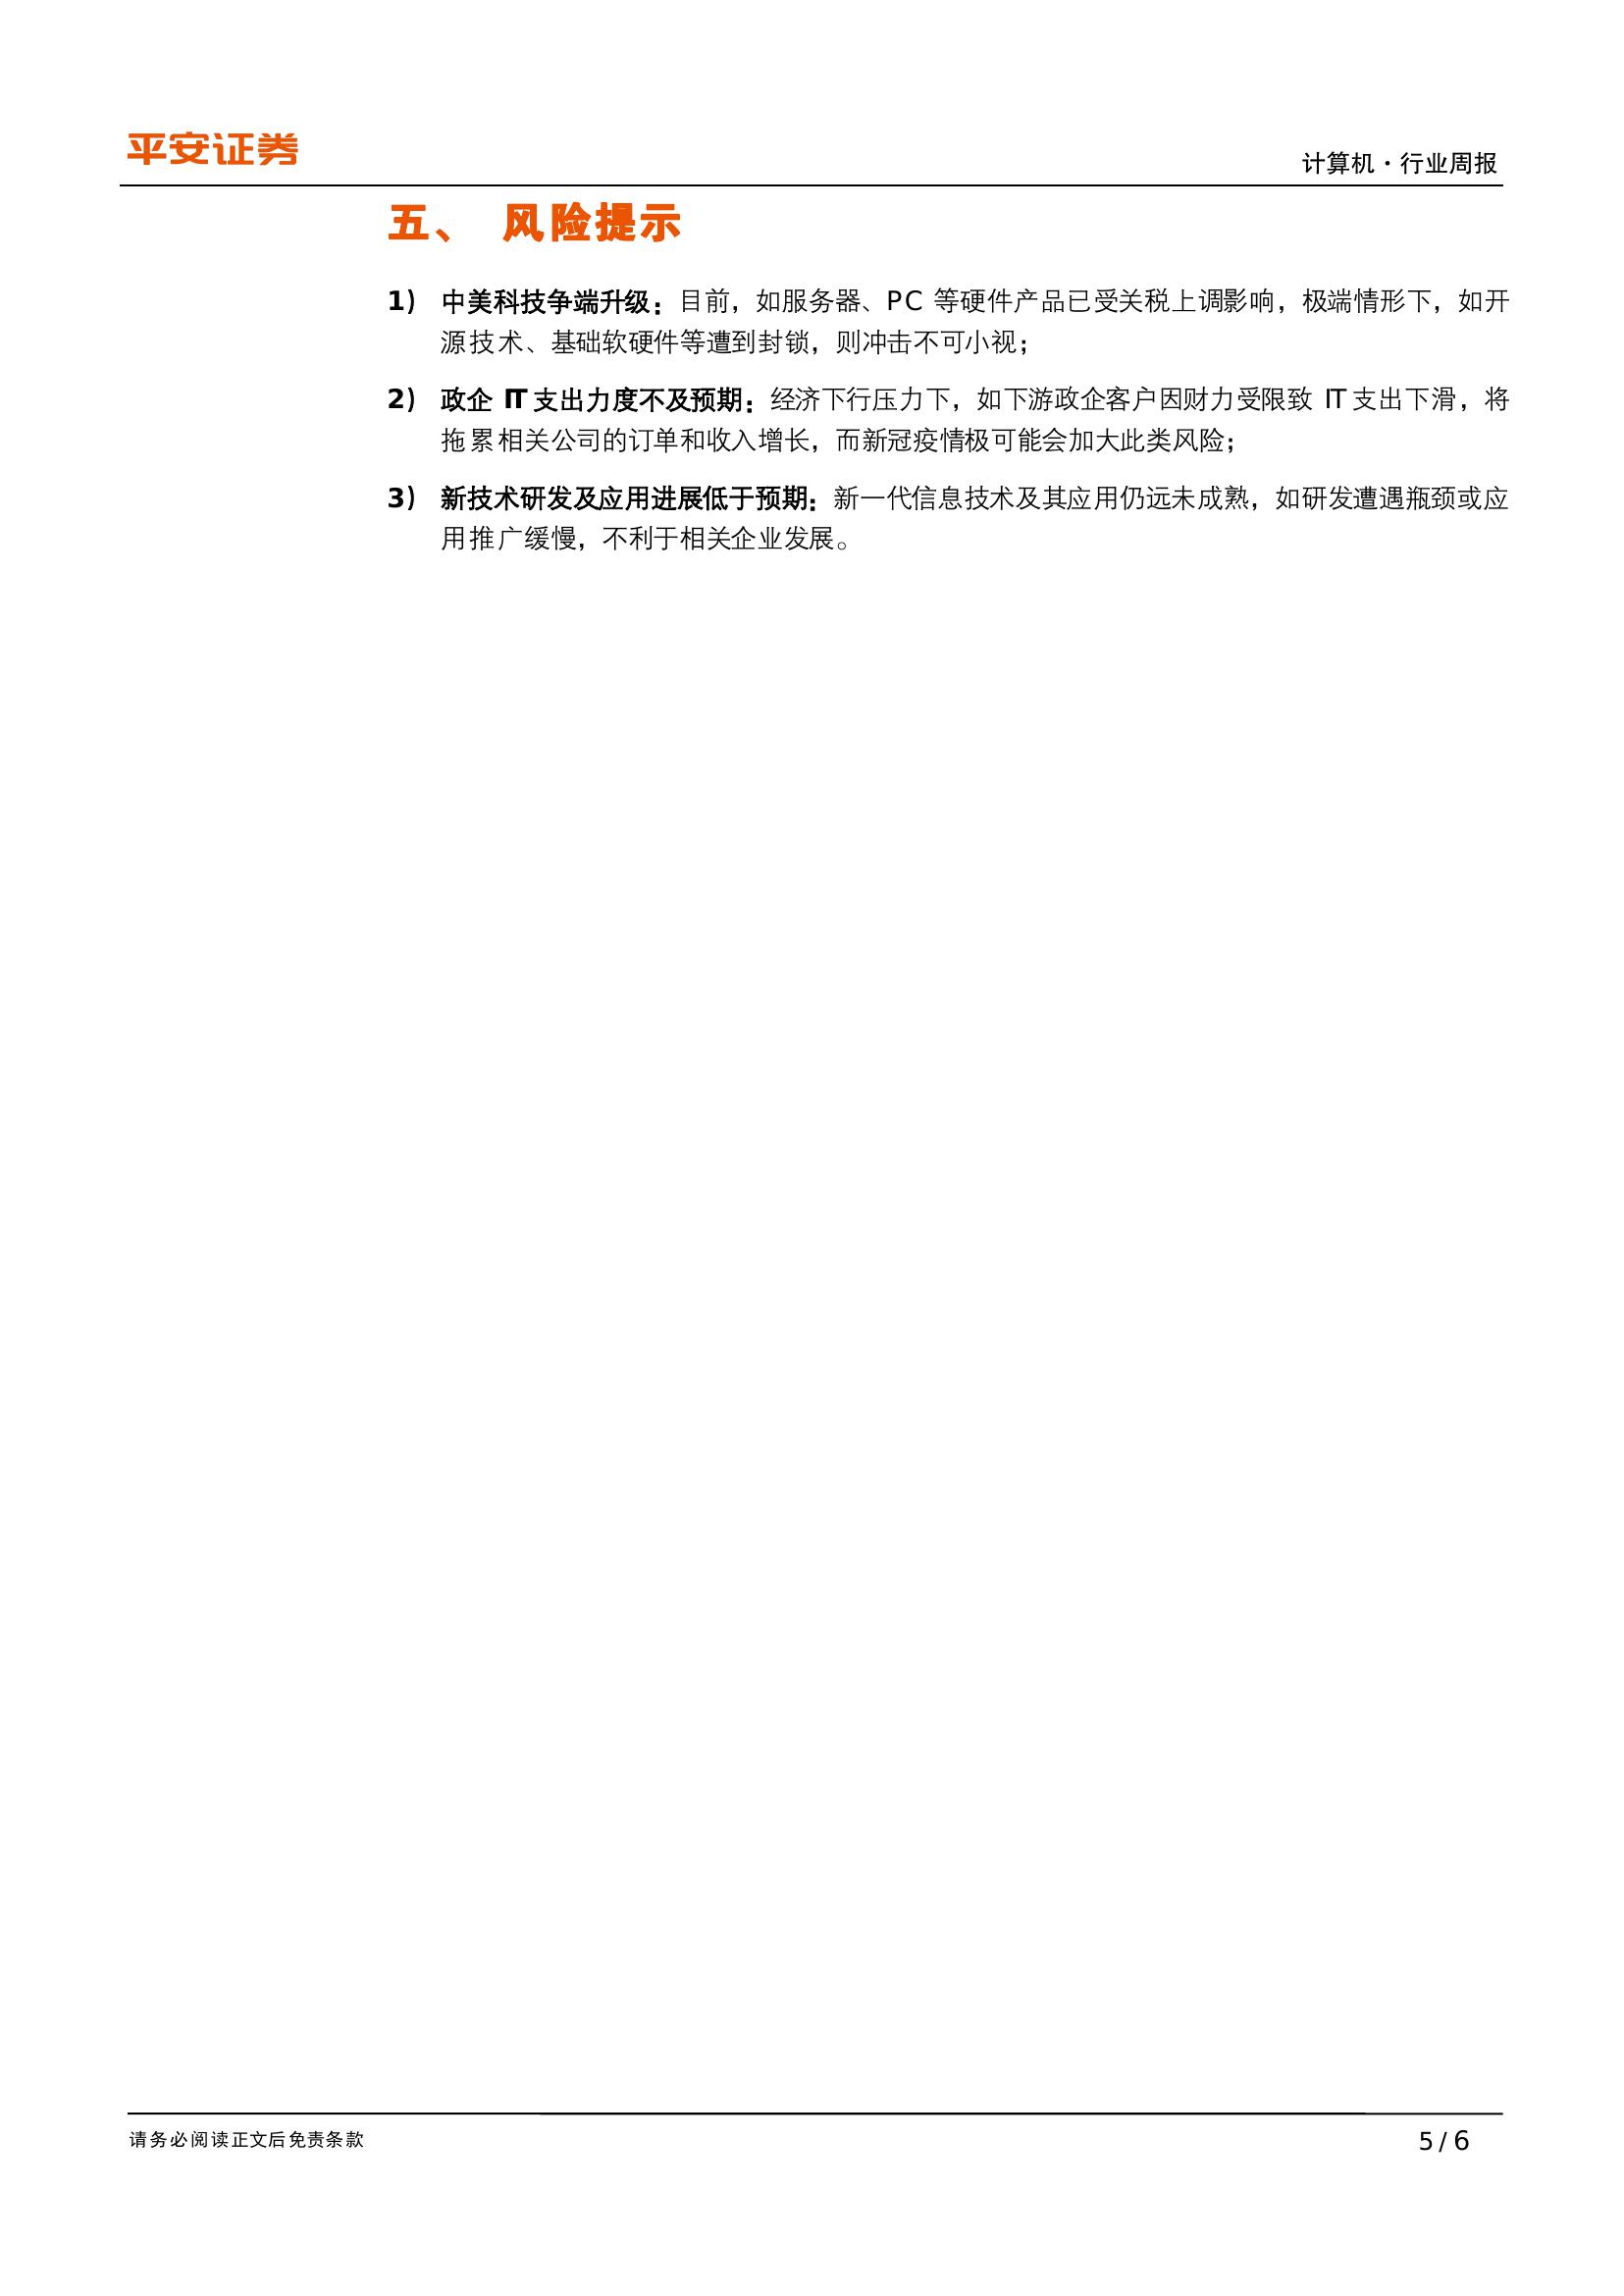 平安证券
计算机·行业周报
五、 风险提示
1) 中美科技争端升级：目前，如服务器、PC 等硬件产品已受关税上调影响，极端情形下，如开
源技术、基础软硬件等遭到封锁，则冲击不可小视；
2) 政企 IT 支出力度不及预期：经济下行压力下，如下游政企客户因财力受限致 IT 支出下滑，将
拖累相关公司的订单和收入增长，而新冠疫情极可能会加大此类风险；
3) 新技术研发及应用进展低于预期：新一代信息技术及其应用仍远未成熟，如研发遭遇瓶颈或应
用推广缓慢，不利于相关企业发展。
请务必阅读正文后免责条款
5 / 6